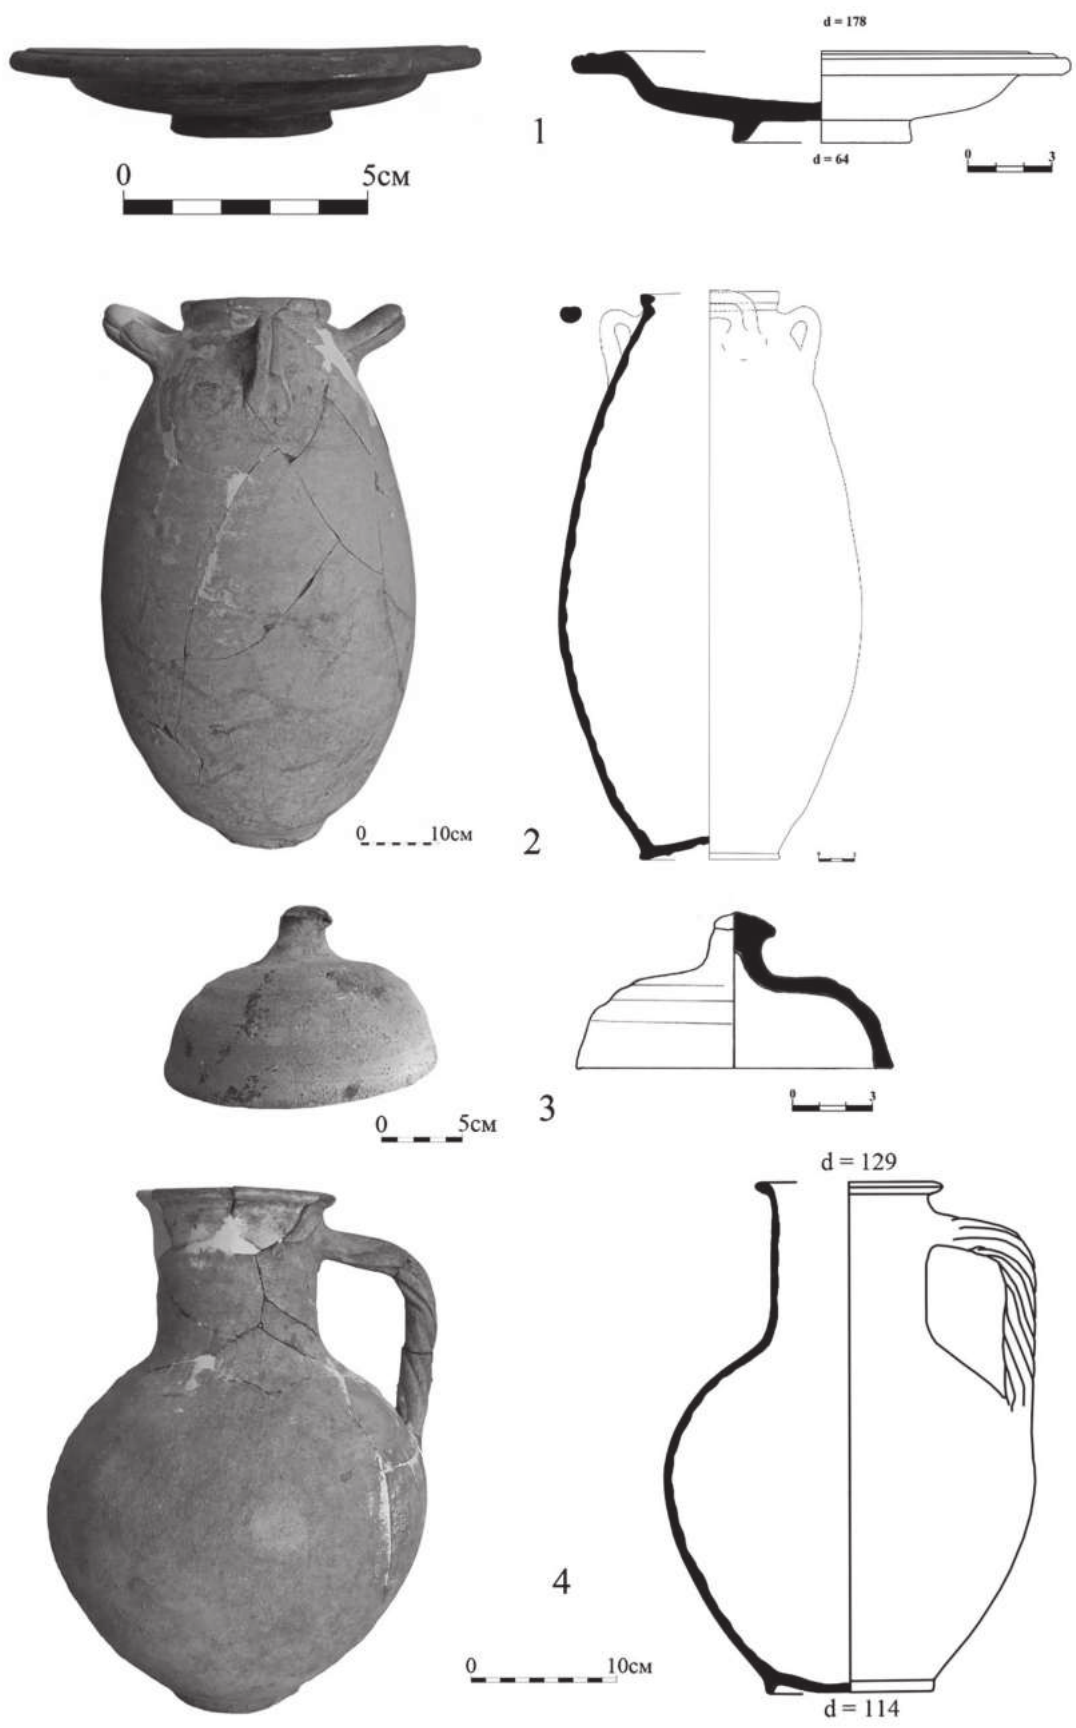 d = 178
1
0 3
d = 64
0 5см
0 10см
2
3
0 5см
0 3
d = 129
4
0 10см
d = 114